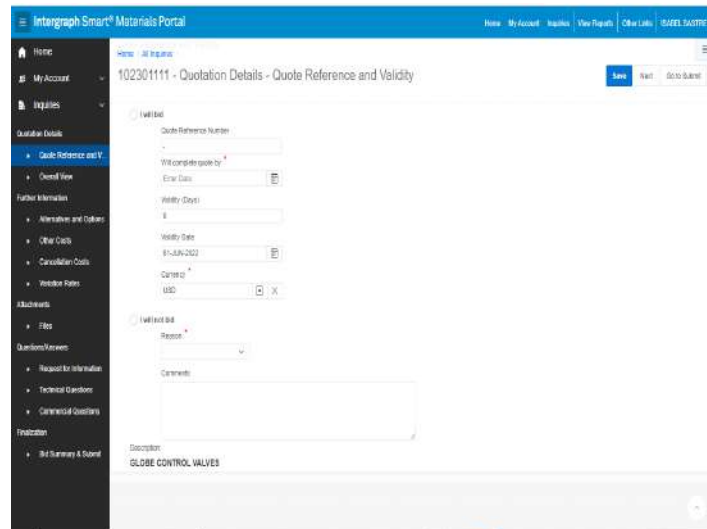 Intergraph Smart® Materials Portal
Home My Account Inquiries View Reports Other Links ISABEL SASTRE
Home
My Account
Inquiries
Quotation Details
Quote Reference and V...
Overall View
Further Information
Alternatives and Options
Other Costs
Cancellation Costs
Variation Rates
Attachments
Files
Questions/Answers
Request for Information
Technical Questions
Commercial Questions
Finalization
Bid Summary & Submit
Home All Inquiries
102301111 - Quotation Details - Quote Reference and Validity
Save Next Go to Submit
I will bid
Quote Reference Number
-
Will complete quote by *
Enter Date
Validity (Days)
Validity Date
01-JUN-2022
Currency *
USD
I will not bid
Reason *
Comments
Description:
GLOBE CONTROL VALVES